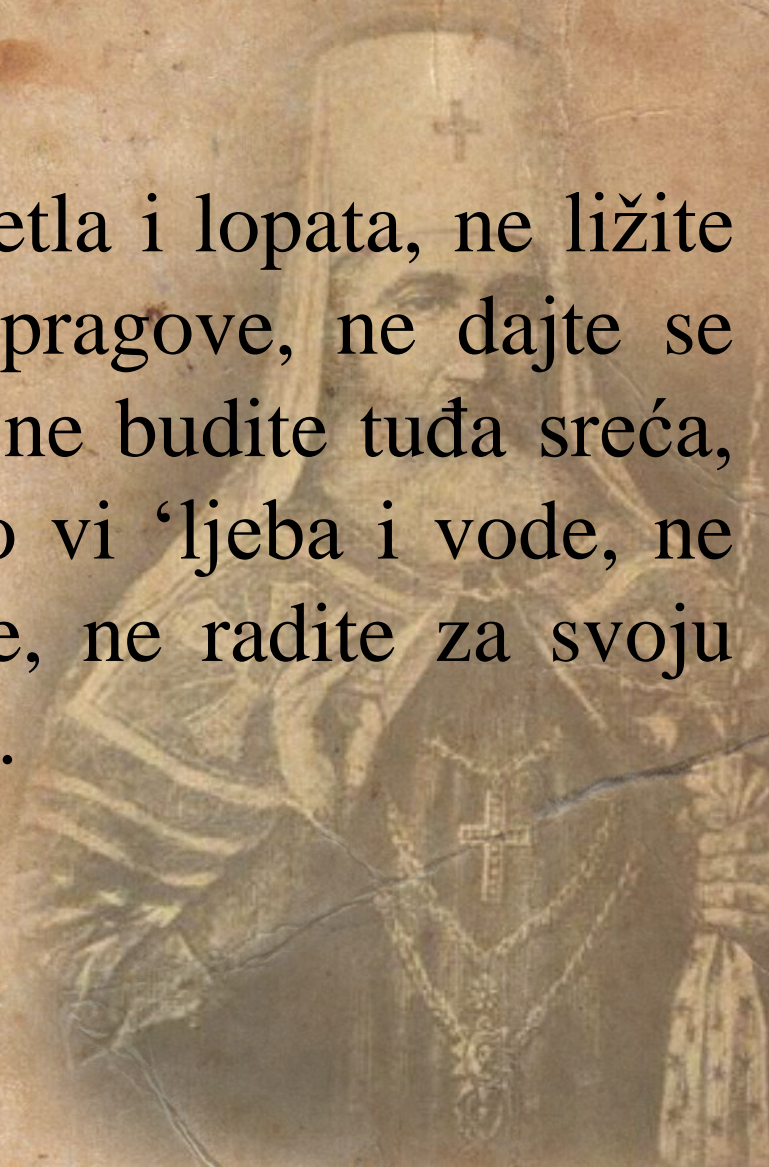 etla i lopata, ne ližite
pragove, ne dajte se
ne budite tuđa sreća,
o vi ‘ljeba i vode, ne
e, ne radite za svoju
.